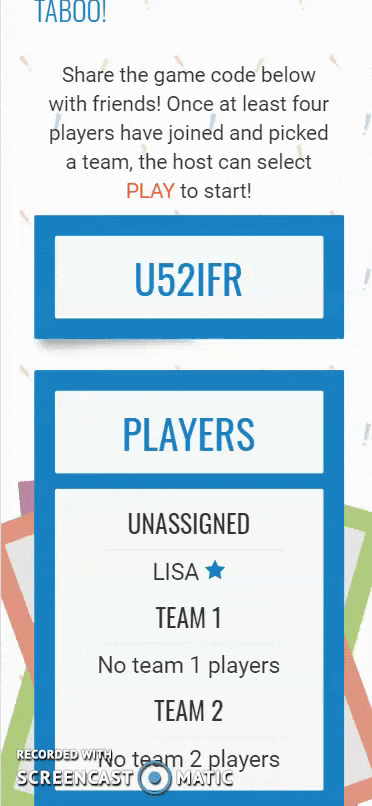 TABOO!
Share the game code below
with friends! Once at least four
players have joined and picked
a team, the host can select
PLAY to start!
U52IFR
PLAYERS
UNASSIGNED
LISA
TEAM 1
No team 1 players
TEAM 2
No team 2 players
RECORDED WITH
SCREENCAST MATIC